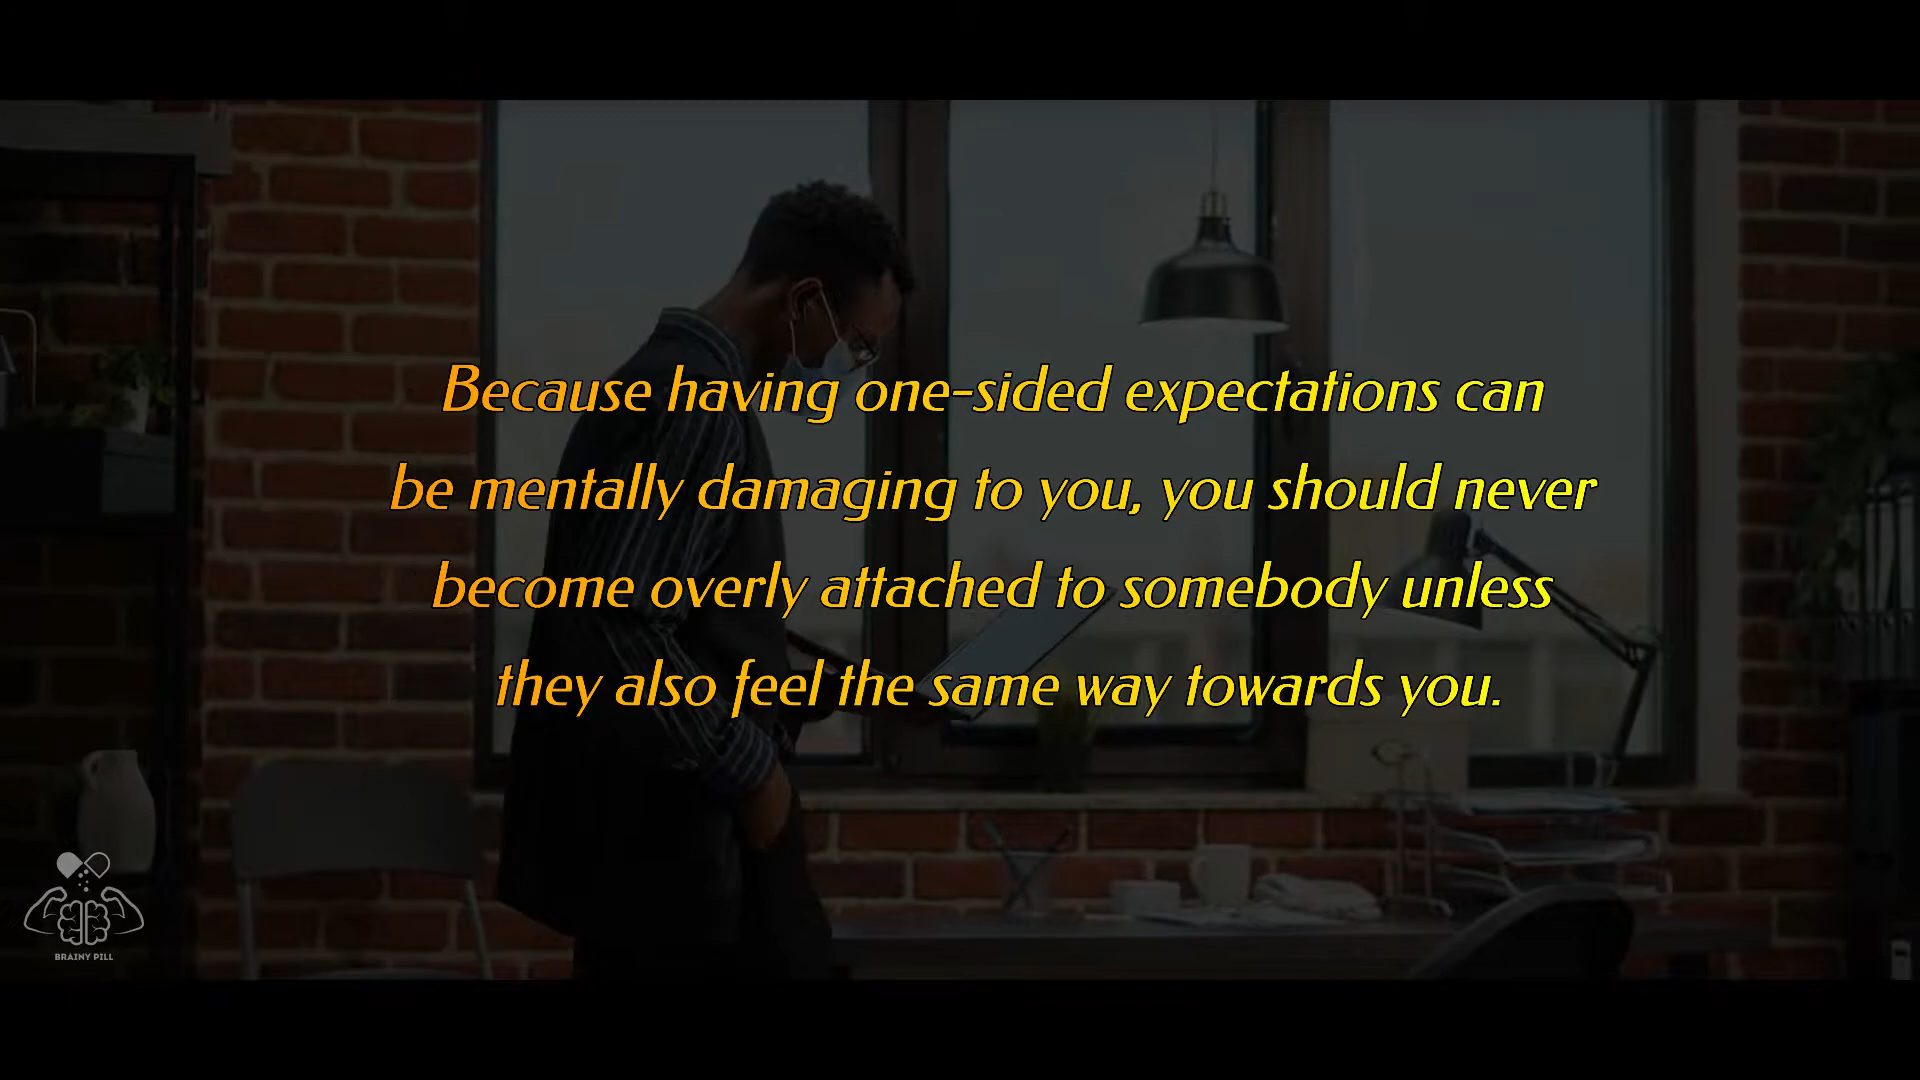 Because having one-sided expectations can
be mentally damaging to you, you should never
become overly attached to somebody unless
they also feel the same way towards you.
BRAINY PILL